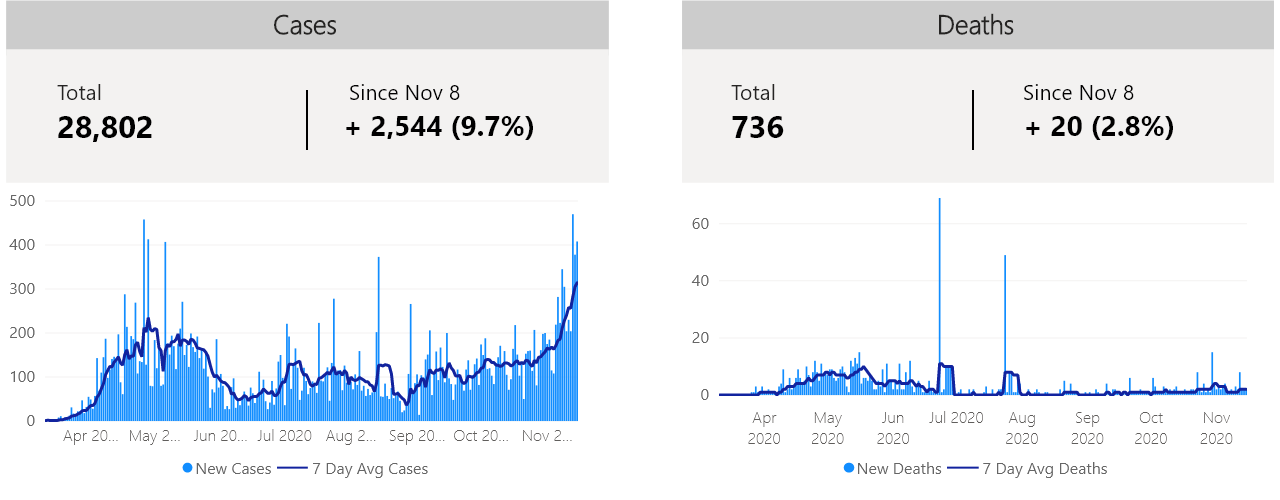 Cases
Total
Since Nov 8
28,802
+ 2,544 (9.7%)
500
400
300
200
100
0
Apr 20... May 2... Jun 20... Jul 2020 Aug 2... Sep 20... Oct 20... Nov 2...
New Cases 7 Day Avg Cases
Deaths
Total
Since Nov 8
736
+ 20 (2.8%)
60
40
20
0
Apr 2020 May 2020 Jun 2020 Jul 2020 Aug 2020 Sep 2020 Oct 2020 Nov 2020
New Deaths 7 Day Avg Deaths